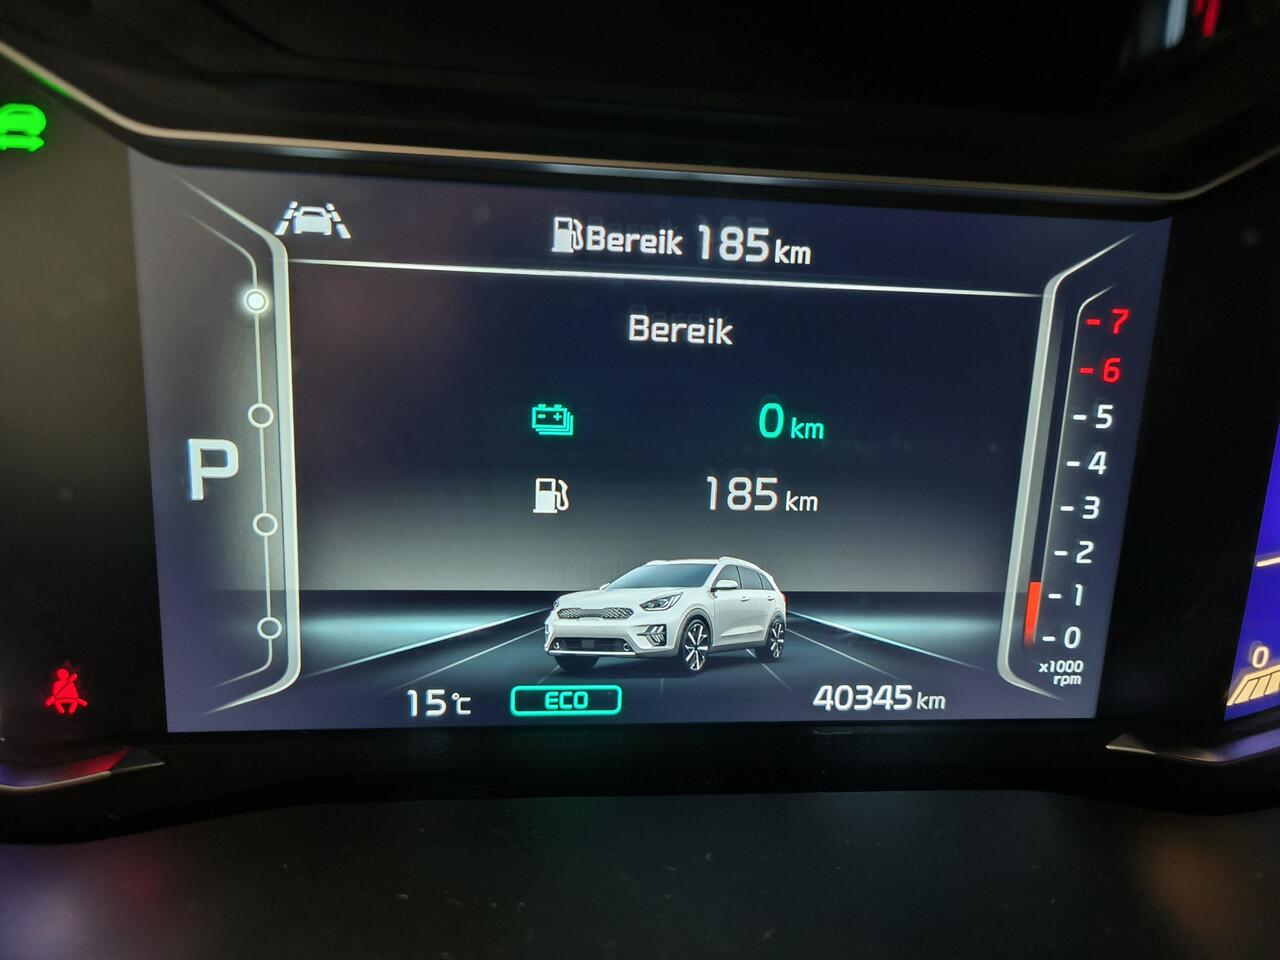 Bereik 185 km
Bereik
0 km
185 km
P
- 7
- 6
- 5
- 4
- 3
- 2
- 1
- 0
x1000
rpm
15°C
ECO
40345 km
0